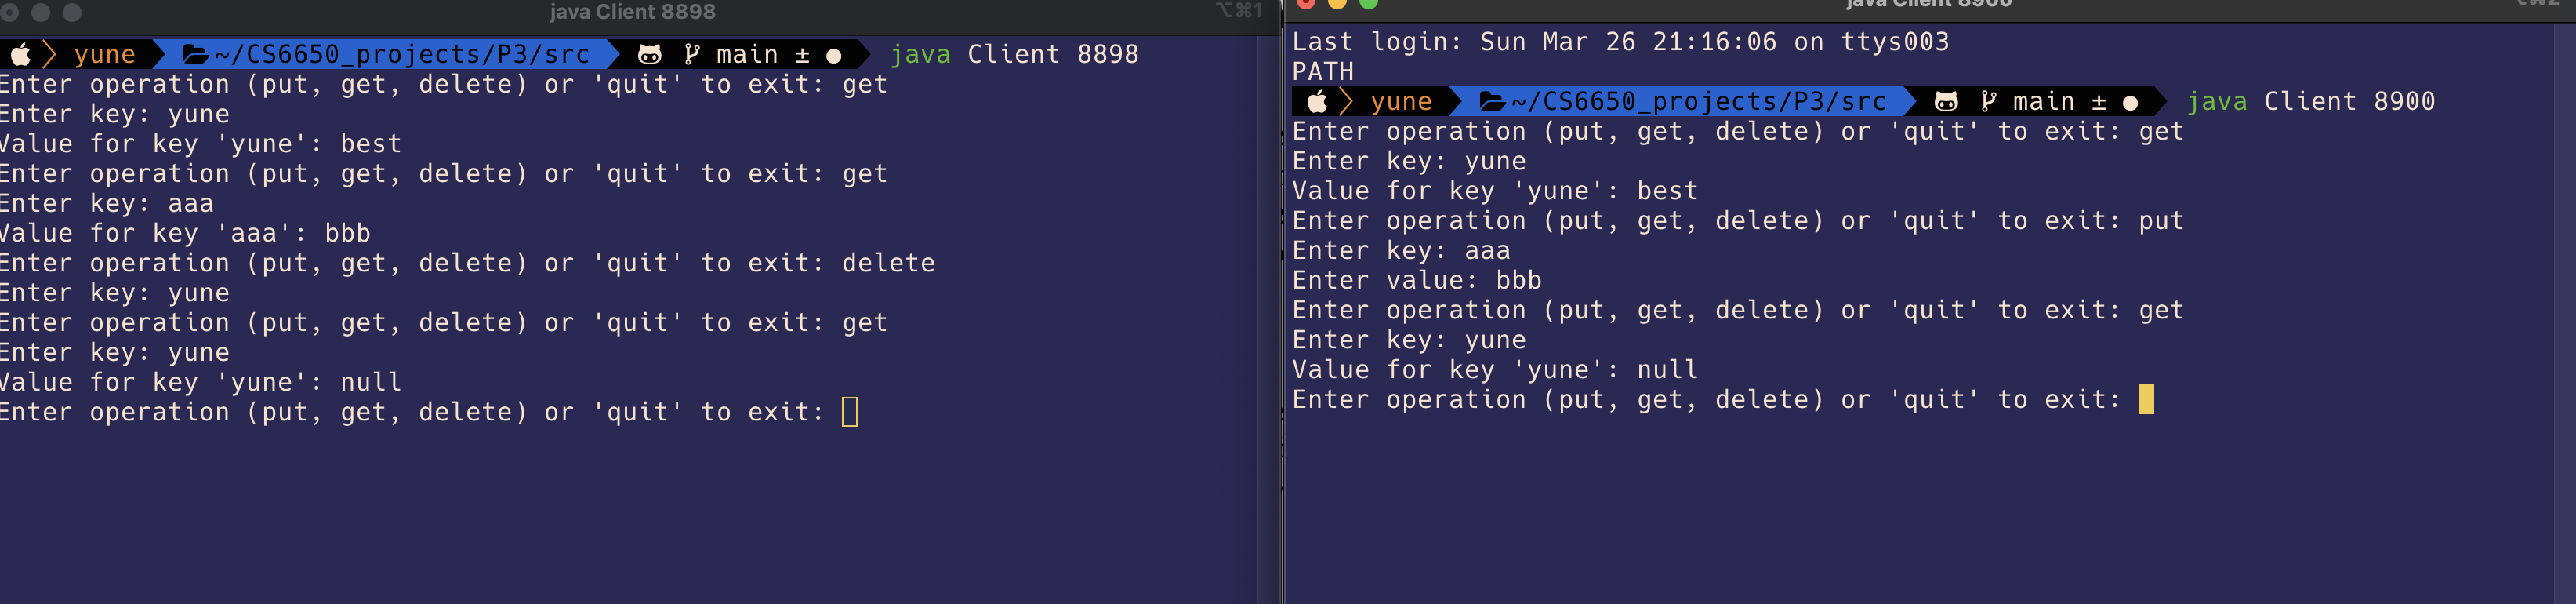 java Client 8898
⌥⌘1
yune ~/CS6650_projects/P3/src main ± ● java Client 8898
Enter operation (put, get, delete) or 'quit' to exit: get
Enter key: yune
Value for key 'yune': best
Enter operation (put, get, delete) or 'quit' to exit: get
Enter key: aaa
Value for key 'aaa': bbb
Enter operation (put, get, delete) or 'quit' to exit: delete
Enter key: yune
Enter operation (put, get, delete) or 'quit' to exit: get
Enter key: yune
Value for key 'yune': null
Enter operation (put, get, delete) or 'quit' to exit:
java Client 8900
⌥⌘2
Last login: Sun Mar 26 21:16:06 on ttys003
PATH
yune ~/CS6650_projects/P3/src main ± ● java Client 8900
Enter operation (put, get, delete) or 'quit' to exit: get
Enter key: yune
Value for key 'yune': best
Enter operation (put, get, delete) or 'quit' to exit: put
Enter key: aaa
Enter value: bbb
Enter operation (put, get, delete) or 'quit' to exit: get
Enter key: yune
Value for key 'yune': null
Enter operation (put, get, delete) or 'quit' to exit: